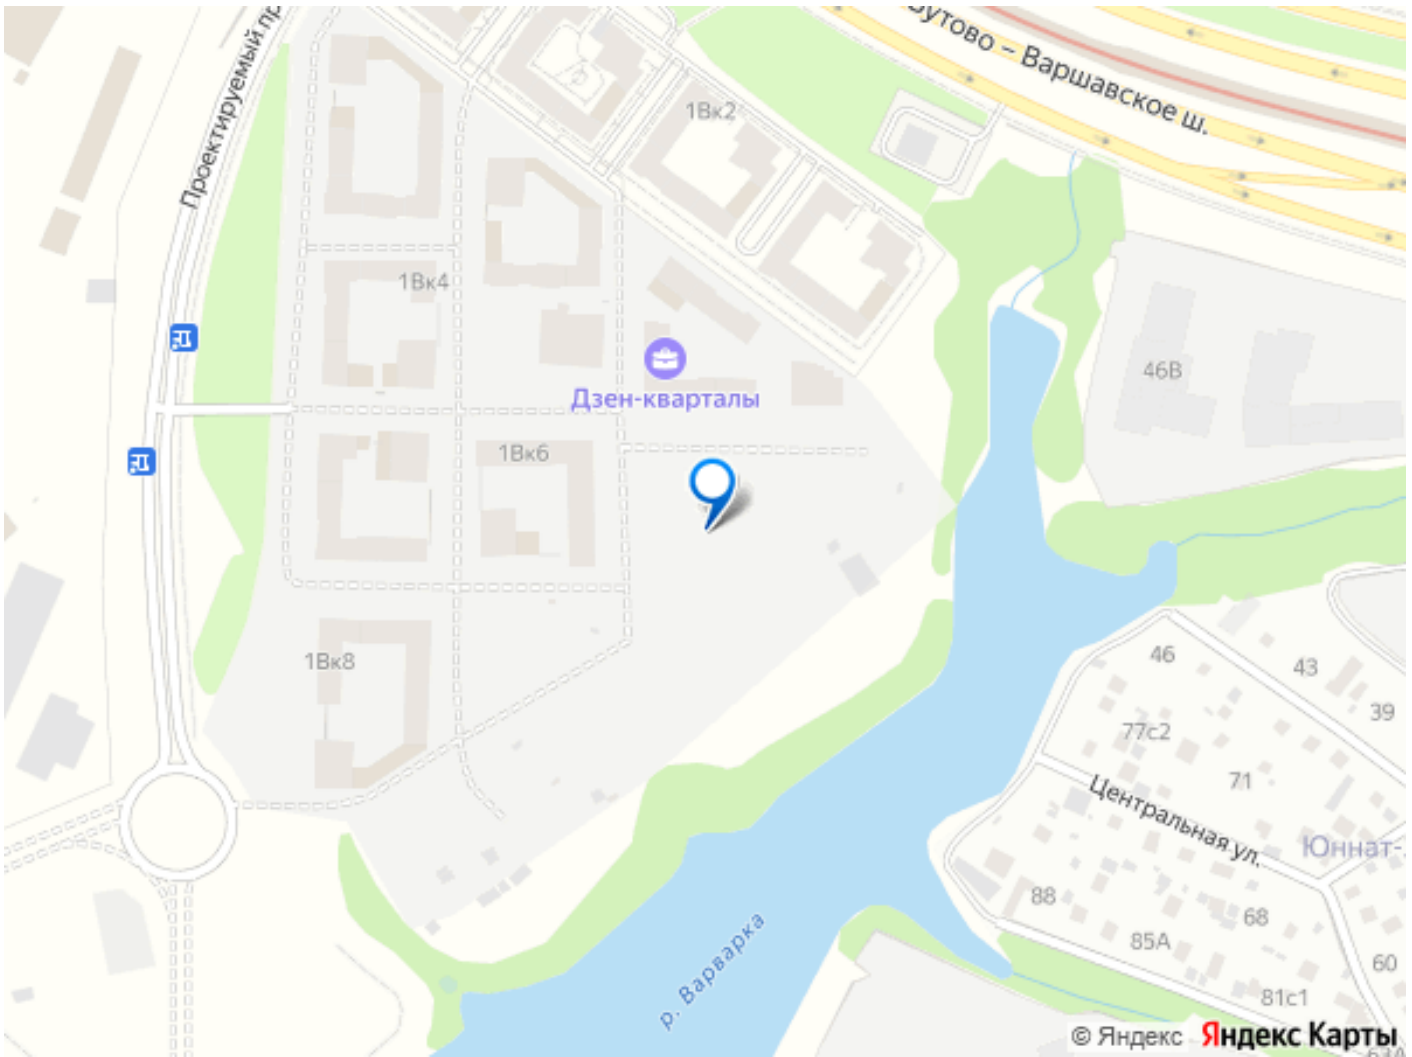 Проектируемый пр
Бутово – Варшавское ш.
1Вк2
1Вк4
46В
Дзен-кварталы
1Вк6
46
43
1Вк8
39
77с2
71
Центральная ул.
Юннат-
88
68
85А
р. Варварка
60
81с1
© Яндекс Яндекс Карты